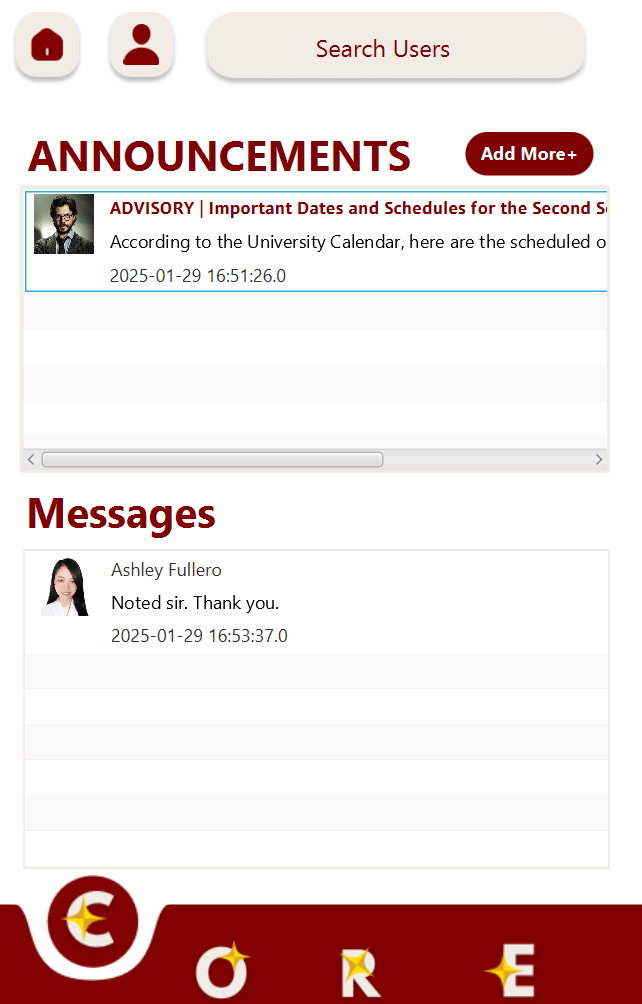 Search Users
ANNOUNCEMENTS
Add More+
ADVISORY | Important Dates and Schedules for the Second
According to the University Calendar, here are the scheduled
2025-01-29 16:51:26.0
Messages
Ashley Fullero
Noted sir. Thank you.
2025-01-29 16:53:37.0
C O R E